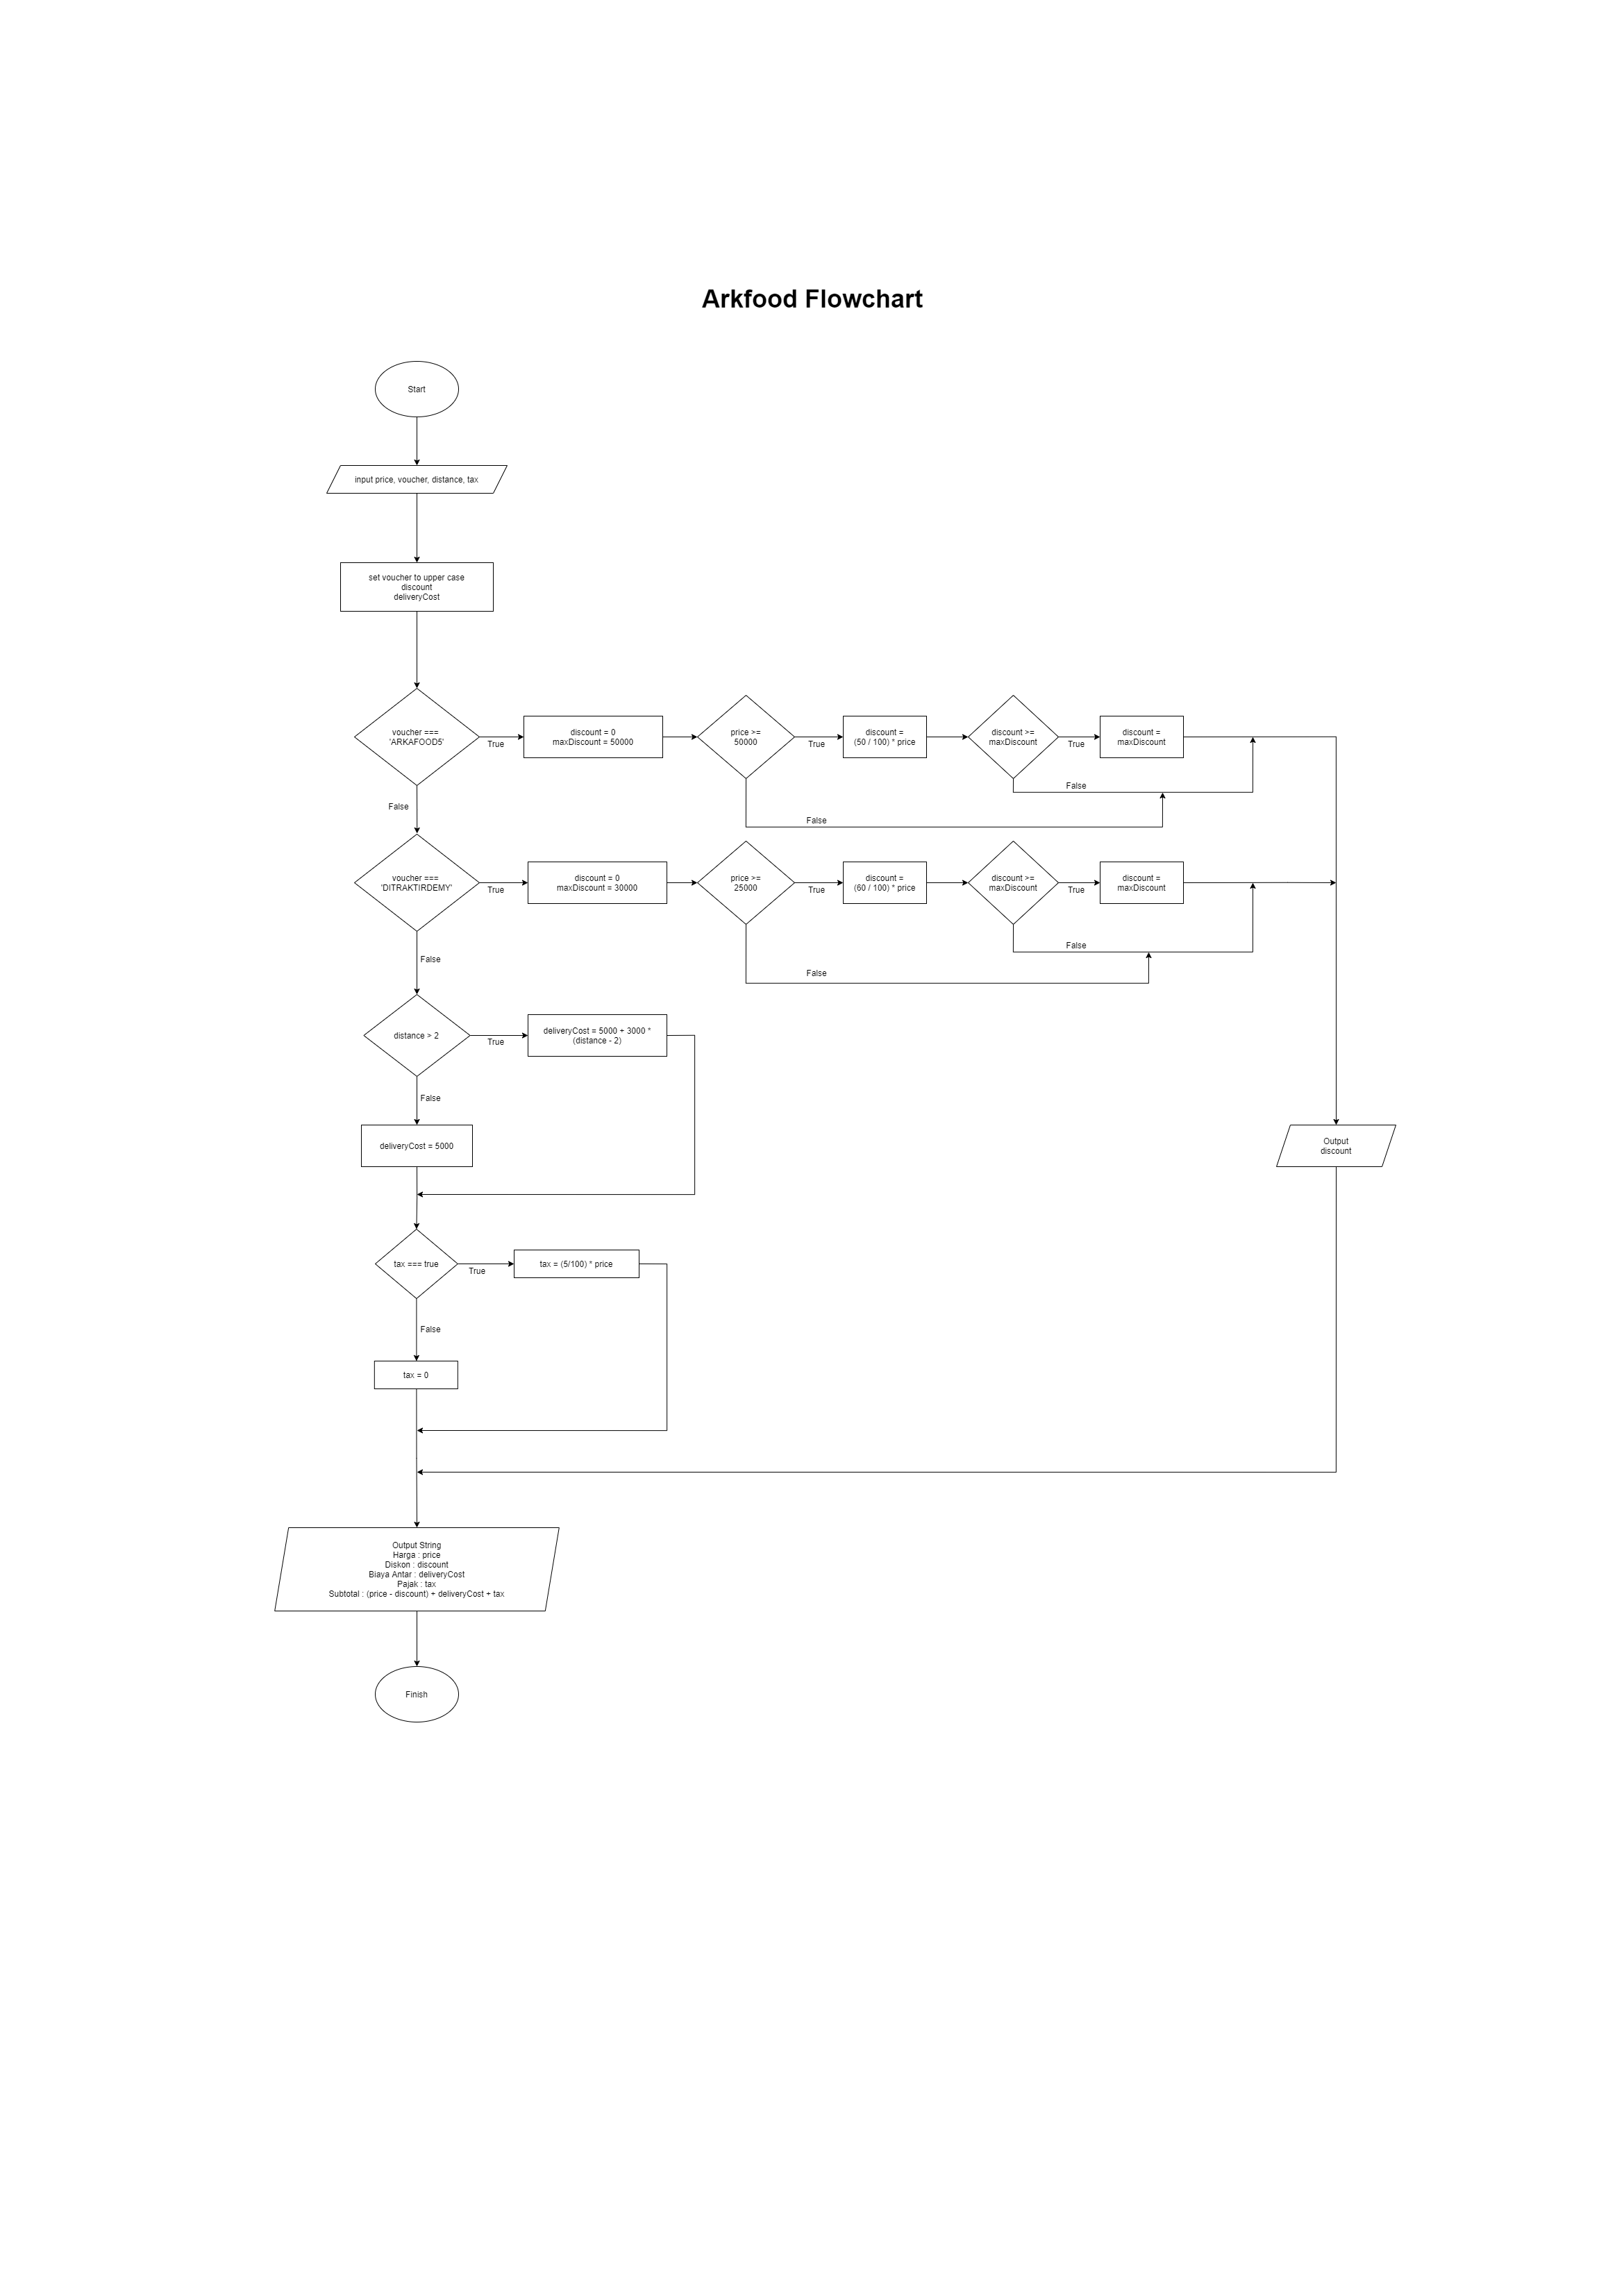 Arkfood Flowchart
Start
input price, voucher, distance, tax
set voucher to upper case
discount
deliveryCost
voucher ===
'ARKAFOOD5'
True
discount = 0
maxDiscount = 50000
price >=
50000
True
discount =
(50 / 100) * price
discount >=
maxDiscount
True
discount =
maxDiscount
False
False
False
voucher ===
'DITRAKTIRDEMY'
True
discount = 0
maxDiscount = 30000
price >=
25000
True
discount =
(60 / 100) * price
discount >=
maxDiscount
True
discount =
maxDiscount
False
False
False
distance > 2
True
deliveryCost = 5000 + 3000 *
(distance - 2)
False
deliveryCost = 5000
Output
discount
tax === true
True
tax = (5/100) * price
False
tax = 0
Output String
Harga : price
Diskon : discount
Biaya Antar : deliveryCost
Pajak : tax
Subtotal : (price - discount) + deliveryCost + tax
Finish